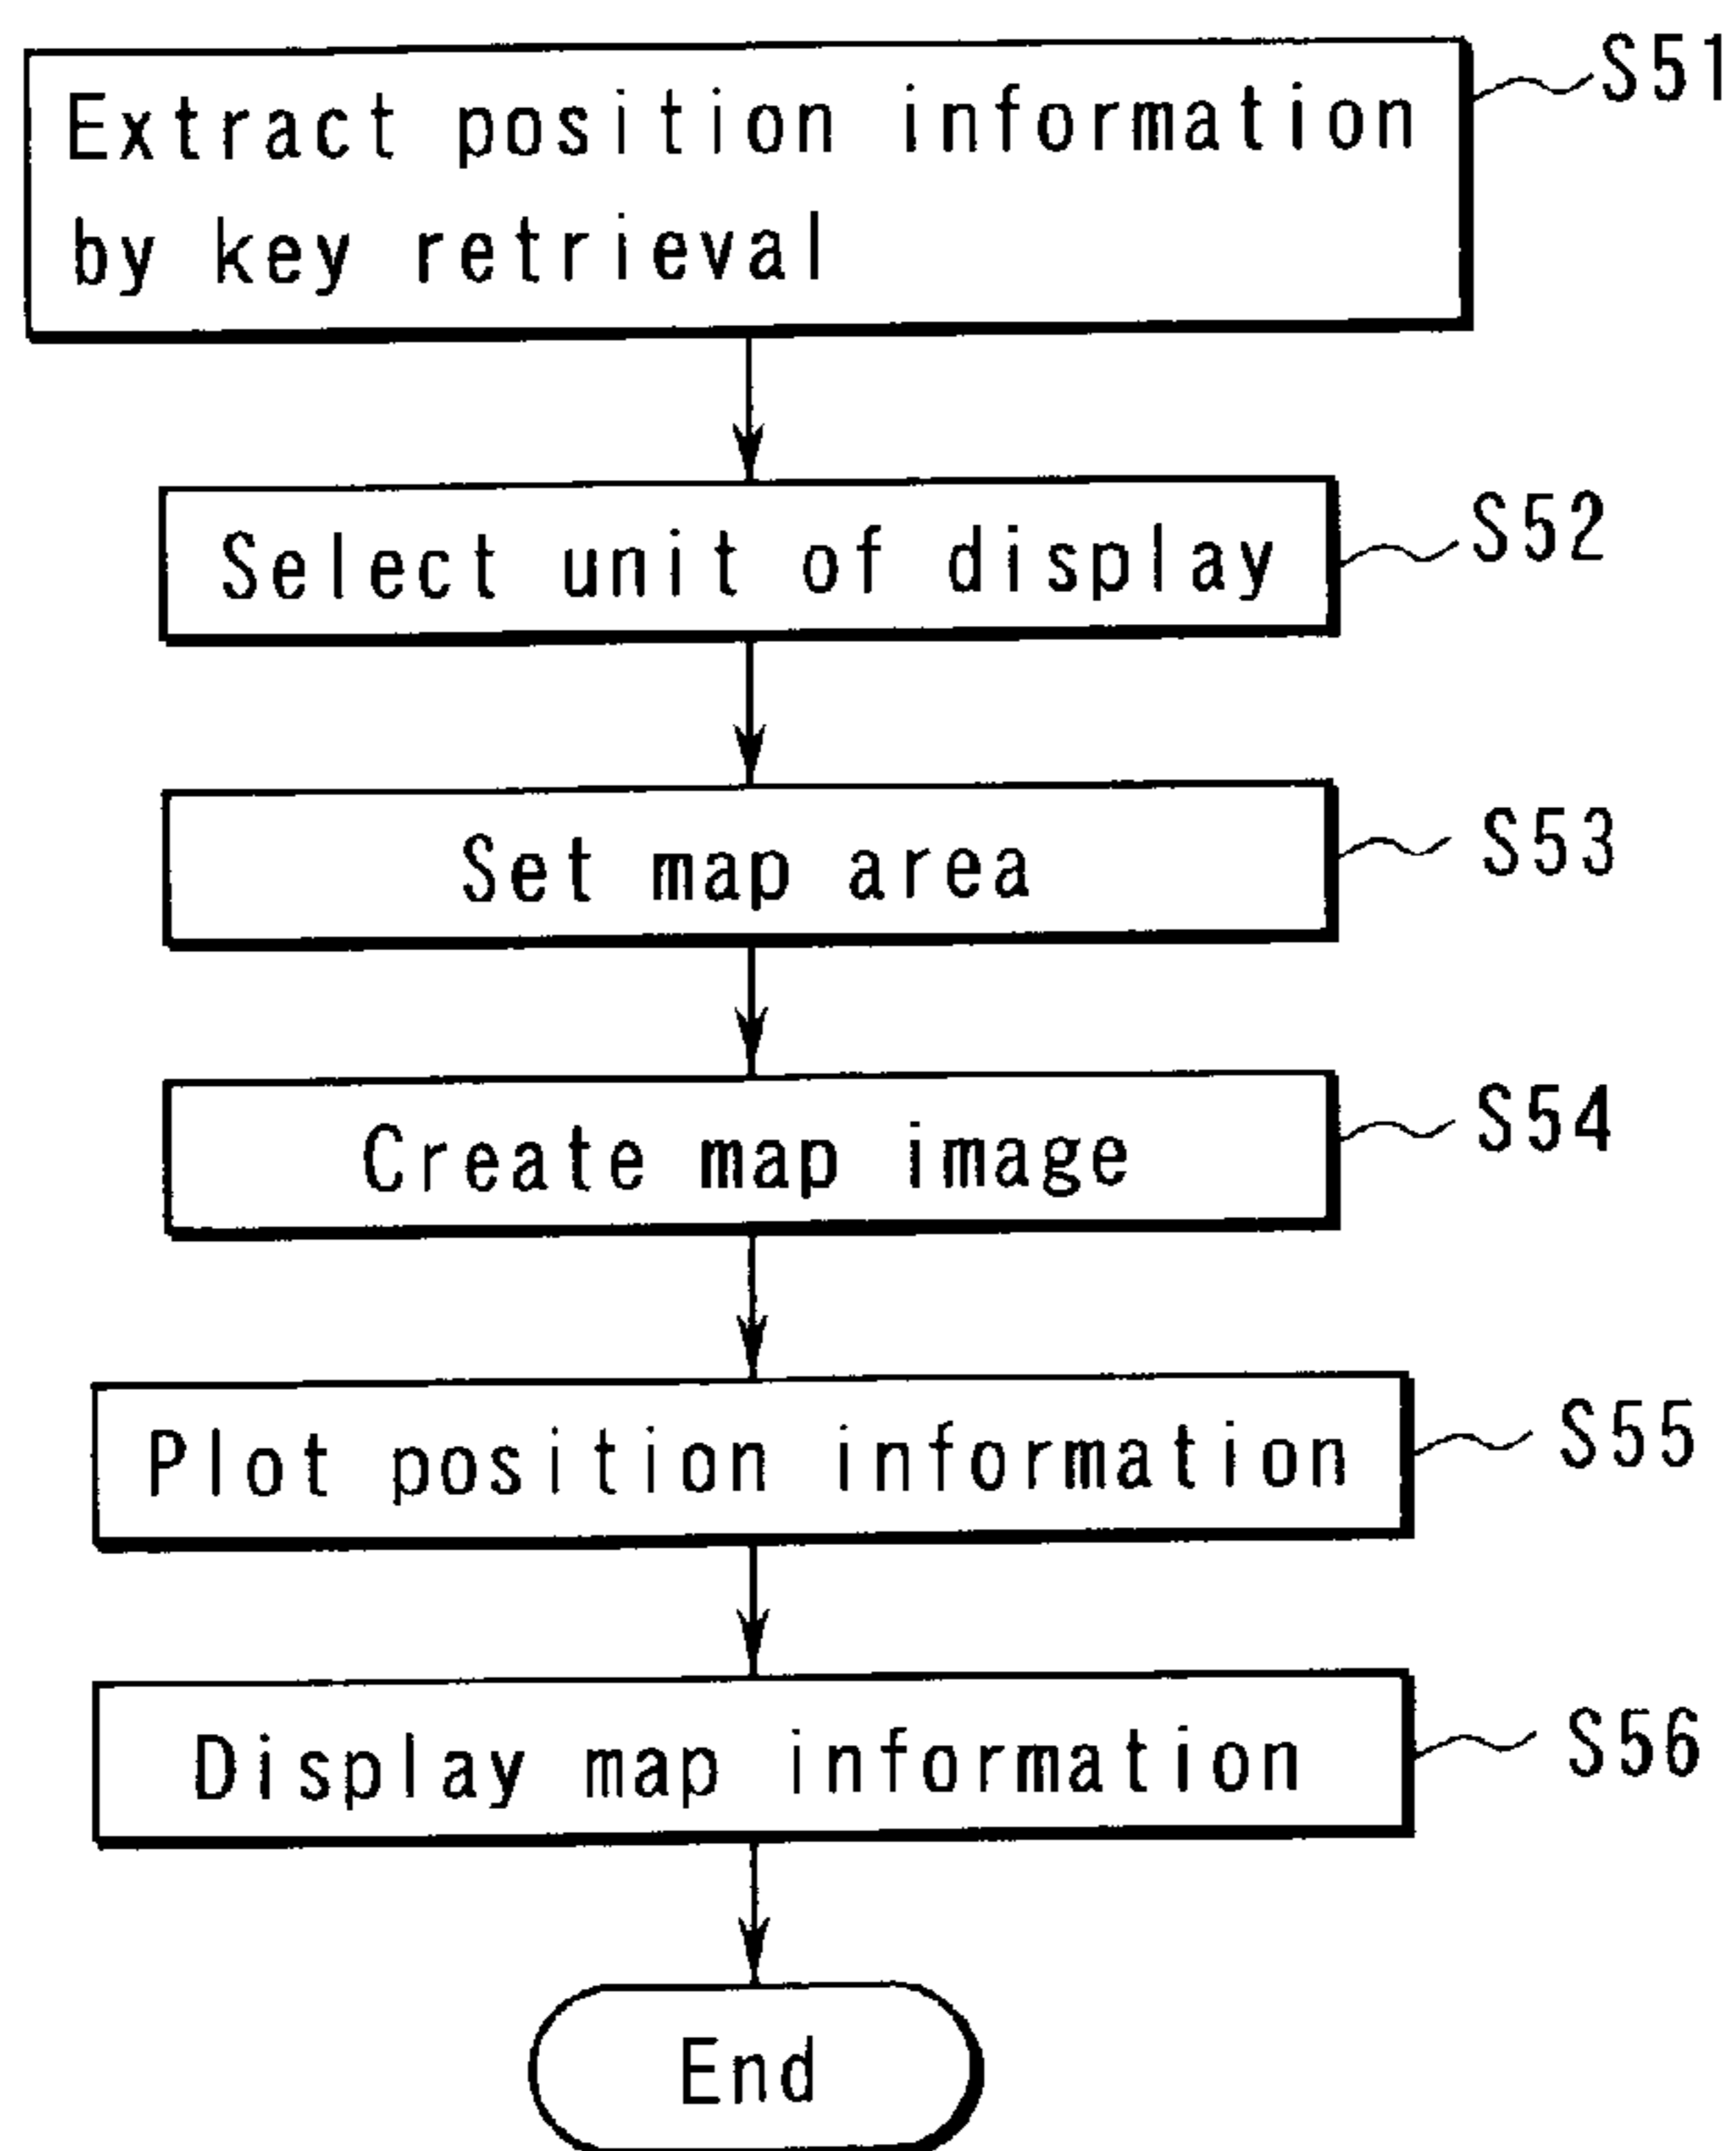 Extract position information S51
by key retrieval
Select unit of display S52
Set map area S53
Create map image S54
Plot position information S55
Display map information S56
End